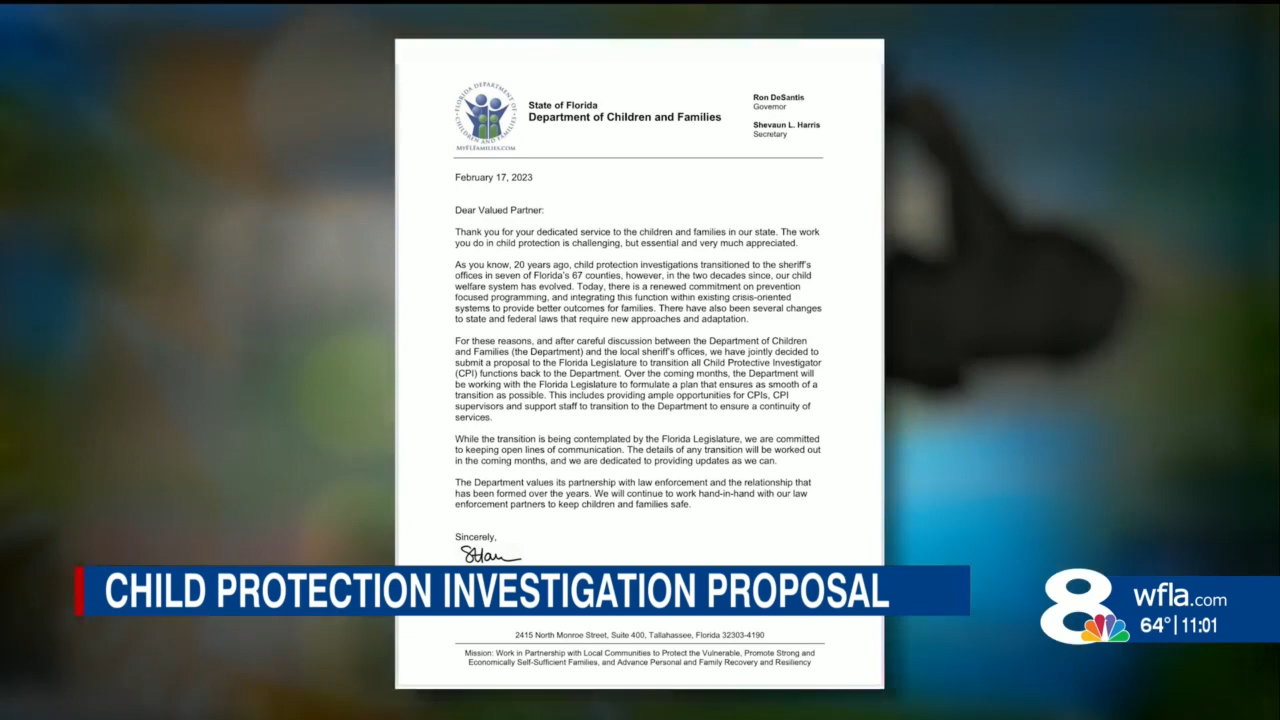 FLORIDA DEPARTMENT OF CHILDREN AND FAMILIES
MYFLFAMILIES.COM
State of Florida
Department of Children and Families
Ron DeSantis
Governor
Shevaun L. Harris
Secretary
February 17, 2023
Dear Valued Partner:
Thank you for your dedicated service to the children and families in our state. The work
you do in child protection is challenging, but essential and very much appreciated.
As you know, 20 years ago, child protection investigations transitioned to the sheriff's
offices in seven of Florida's 67 counties, however, in the two decades since, our child
welfare system has evolved. Today, there is a renewed commitment on prevention
focused programming, and integrating this function within existing crisis-oriented
systems to provide better outcomes for families. There have also been several changes
to state and federal laws that require new approaches and adaptation.
For these reasons, and after careful discussion between the Department of Children
and Families (the Department) and the local sheriff's offices, we have jointly decided to
submit a proposal to the Florida Legislature to transition all Child Protective Investigator
(CPI) functions back to the Department. Over the coming months, the Department will
be working with the Florida Legislature to formulate a plan that ensures as smooth of a
transition as possible. This includes providing ample opportunities for CPIs, CPI
supervisors and support staff to transition to the Department to ensure a continuity of
services.
While the transition is being contemplated by the Florida Legislature, we are committed
to keeping open lines of communication. The details of any transition will be worked out
in the coming months, and we are dedicated to providing updates as we can.
The Department values its partnership with law enforcement and the relationship that
has been formed over the years. We will continue to work hand-in-hand with our law
enforcement partners to keep children and families safe.
Sincerely,
CHILD PROTECTION INVESTIGATION PROPOSAL
8
wfla.com
64° | 11:01
2415 North Monroe Street, Suite 400, Tallahassee, Florida 32303-4190
Mission: Work in Partnership with Local Communities to Protect the Vulnerable, Promote Strong and
Economically Self-Sufficient Families, and Advance Personal and Family Recovery and Resiliency